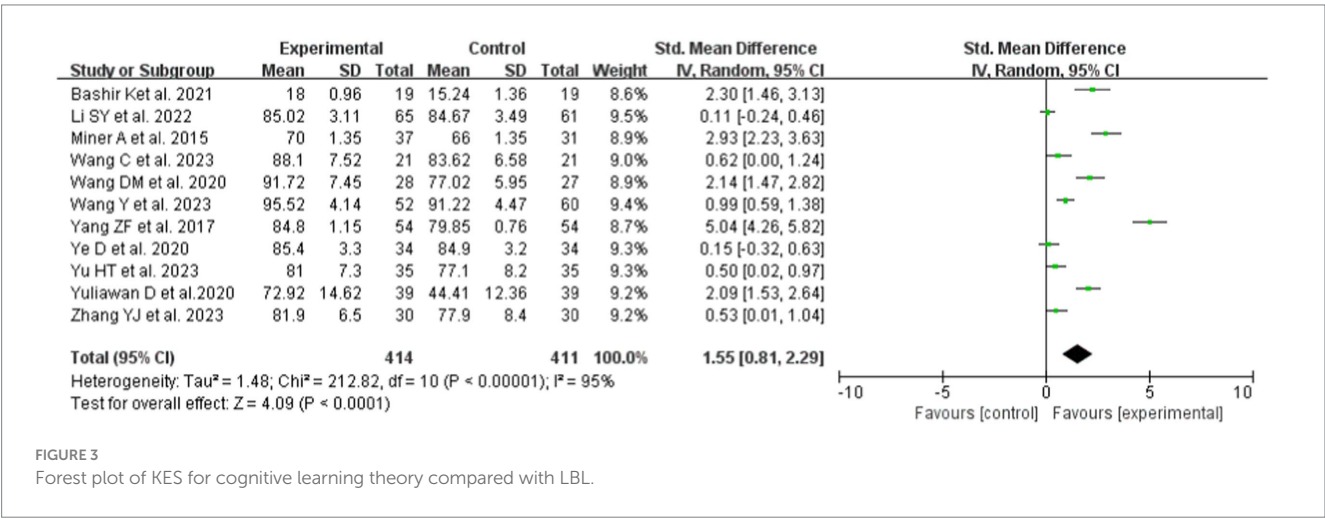 Experimental Control Std. Mean Difference Std. Mean Difference
Study or Subgroup Mean SD Total Mean SD Total Weight IV, Random, 95% CI IV, Random, 95% CI
Bashir Ket al. 2021 18 0.96 19 15.24 1.36 19 8.6% 2.30 [1.46, 3.13]
Li SY et al. 2022 85.02 3.11 65 84.67 3.49 61 9.5% 0.11 [-0.24, 0.46]
Miner A et al. 2015 70 1.35 37 66 1.35 31 8.9% 2.93 [2.23, 3.63]
Wang C et al. 2023 88.1 7.52 21 83.62 6.58 21 9.0% 0.62 [0.00, 1.24]
Wang DM et al. 2020 91.72 7.45 28 77.02 5.95 27 8.9% 2.14 [1.47, 2.82]
Wang Y et al. 2023 95.52 4.14 52 91.22 4.47 60 9.4% 0.99 [0.59, 1.38]
Yang ZF et al. 2017 84.8 1.15 54 79.85 0.76 54 8.7% 5.04 [4.26, 5.82]
Ye D et al. 2020 85.4 3.3 34 84.9 3.2 34 9.3% 0.15 [-0.32, 0.63]
Yu HT et al. 2023 81 7.3 35 77.1 8.2 35 9.3% 0.50 [0.02, 0.97]
Yuliawan D et al.2020 72.92 14.62 39 44.41 12.36 39 9.2% 2.09 [1.53, 2.64]
Zhang YJ et al. 2023 81.9 6.5 30 77.9 8.4 30 9.2% 0.53 [0.01, 1.04]
Total (95% CI) 414 411 100.0% 1.55 [0.81, 2.29]
Heterogeneity: Tau² = 1.48; Chi² = 212.82, df = 10 (P < 0.00001); I² = 95%
Test for overall effect: Z = 4.09 (P < 0.0001)
-10 -5 0 5 10
Favours [control] Favours [experimental]
FIGURE 3
Forest plot of KES for cognitive learning theory compared with LBL.